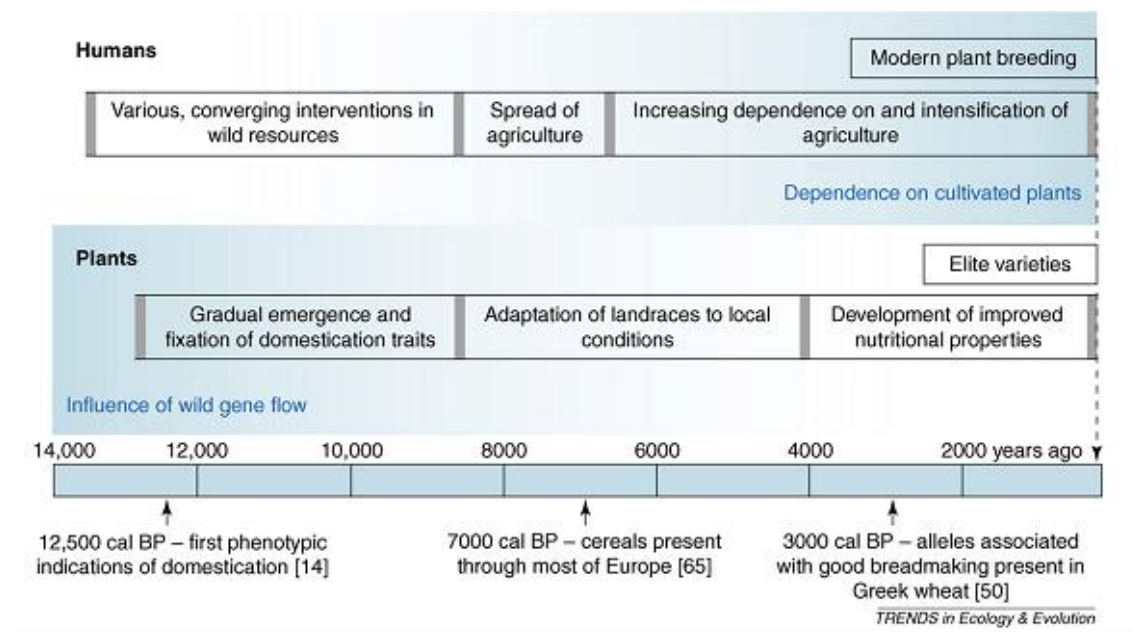 Humans
Modern plant breeding
Various, converging interventions in
wild resources
Spread of
agriculture
Increasing dependence on and intensification of
agriculture
Dependence on cultivated plants
Plants
Elite varieties
Gradual emergence and
fixation of domestication traits
Adaptation of landraces to local
conditions
Development of improved
nutritional properties
Influence of wild gene flow
14,000 12,000 10,000 8000 6000 4000 2000 years ago
12,500 cal BP – first phenotypic
indications of domestication [14]
7000 cal BP – cereals present
through most of Europe [65]
3000 cal BP – alleles associated
with good breadmaking present in
Greek wheat [50]
TRENDS in Ecology & Evolution